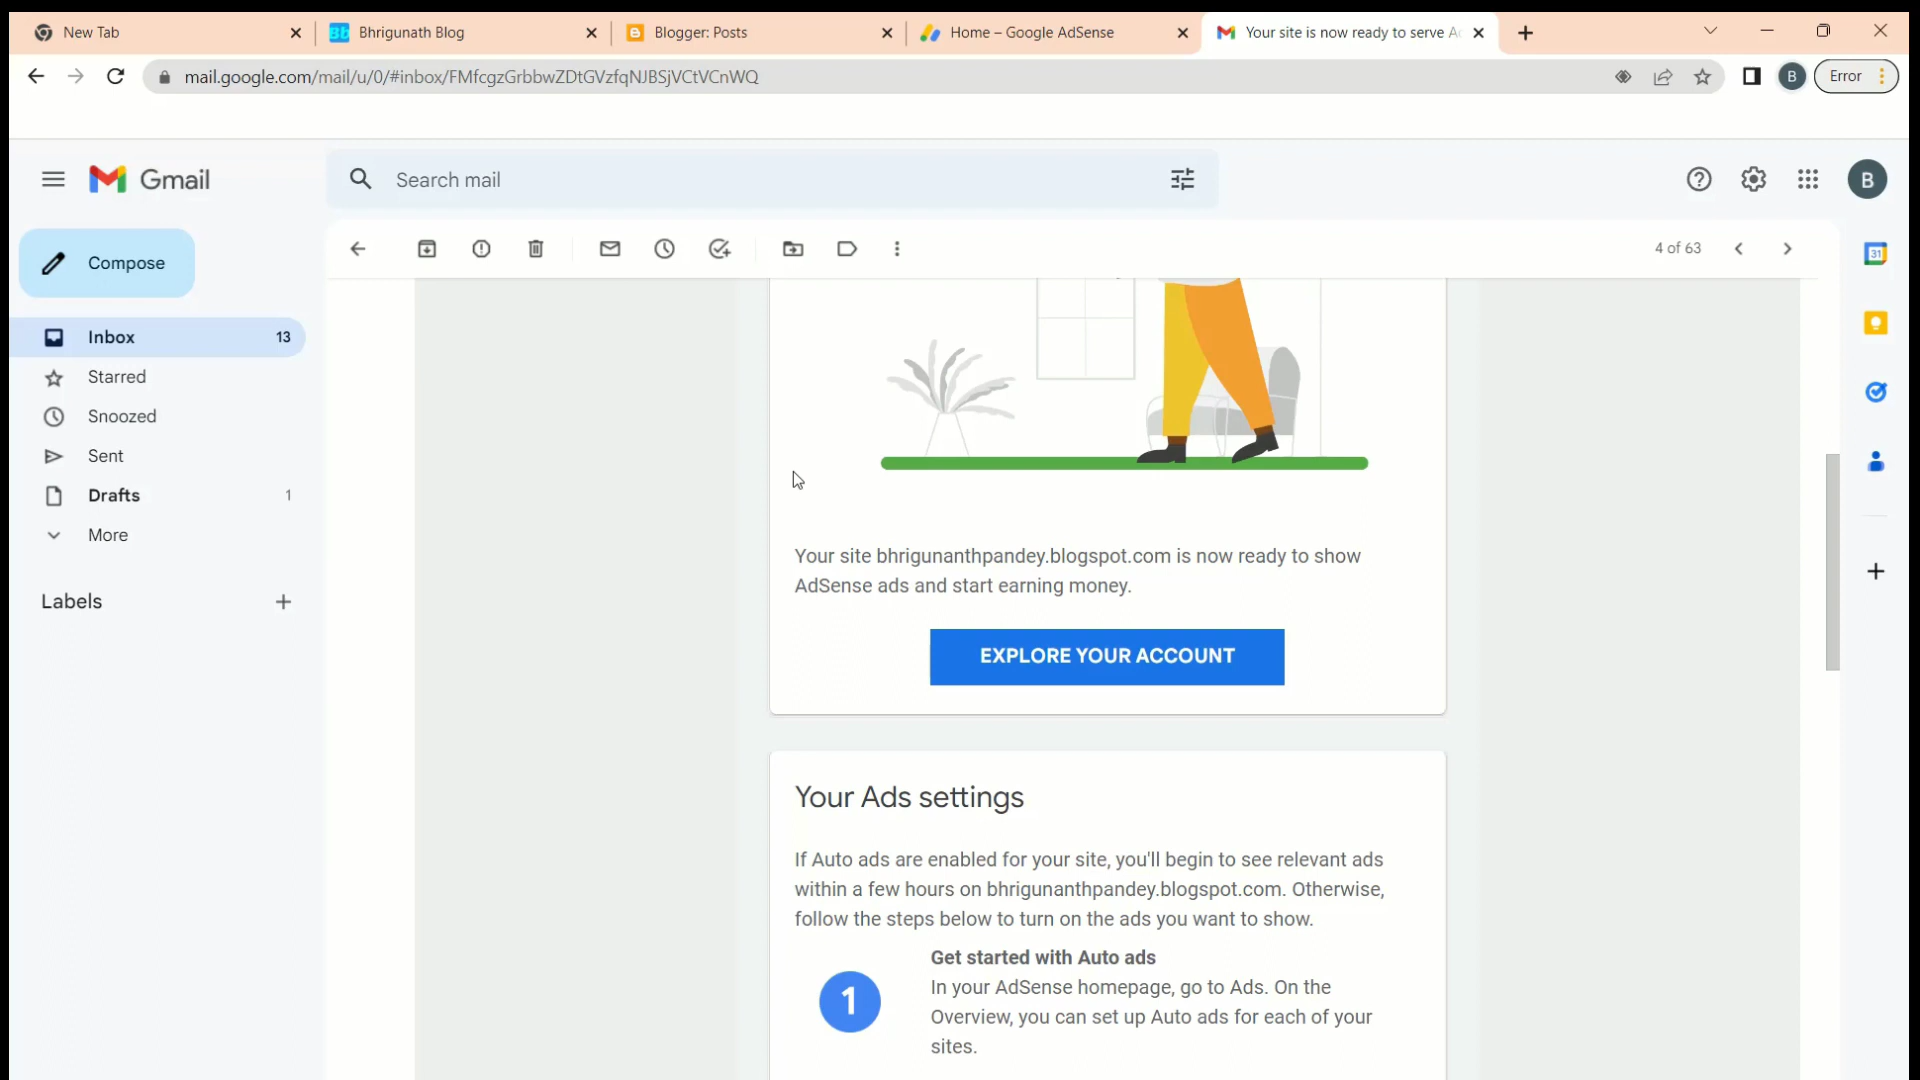 New Tab
Bhrigunath Blog
Blogger: Posts
Home – Google AdSense
Your site is now ready to serve A
mail.google.com/mail/u/0/#inbox/FMfcgzGrbbwZDtGVzfqNJBSjVCtVCnWQ
B
Error
Gmail
Search mail
B
Compose
4 of 63
31
Inbox 13
Starred
Snoozed
Sent
Drafts 1
More
Labels
Your site bhrigunanthpandey.blogspot.com is now ready to show
AdSense ads and start earning money.
EXPLORE YOUR ACCOUNT
Your Ads settings
If Auto ads are enabled for your site, you'll begin to see relevant ads
within a few hours on bhrigunanthpandey.blogspot.com. Otherwise,
follow the steps below to turn on the ads you want to show.
Get started with Auto ads
1
In your AdSense homepage, go to Ads. On the
Overview, you can set up Auto ads for each of your
sites.